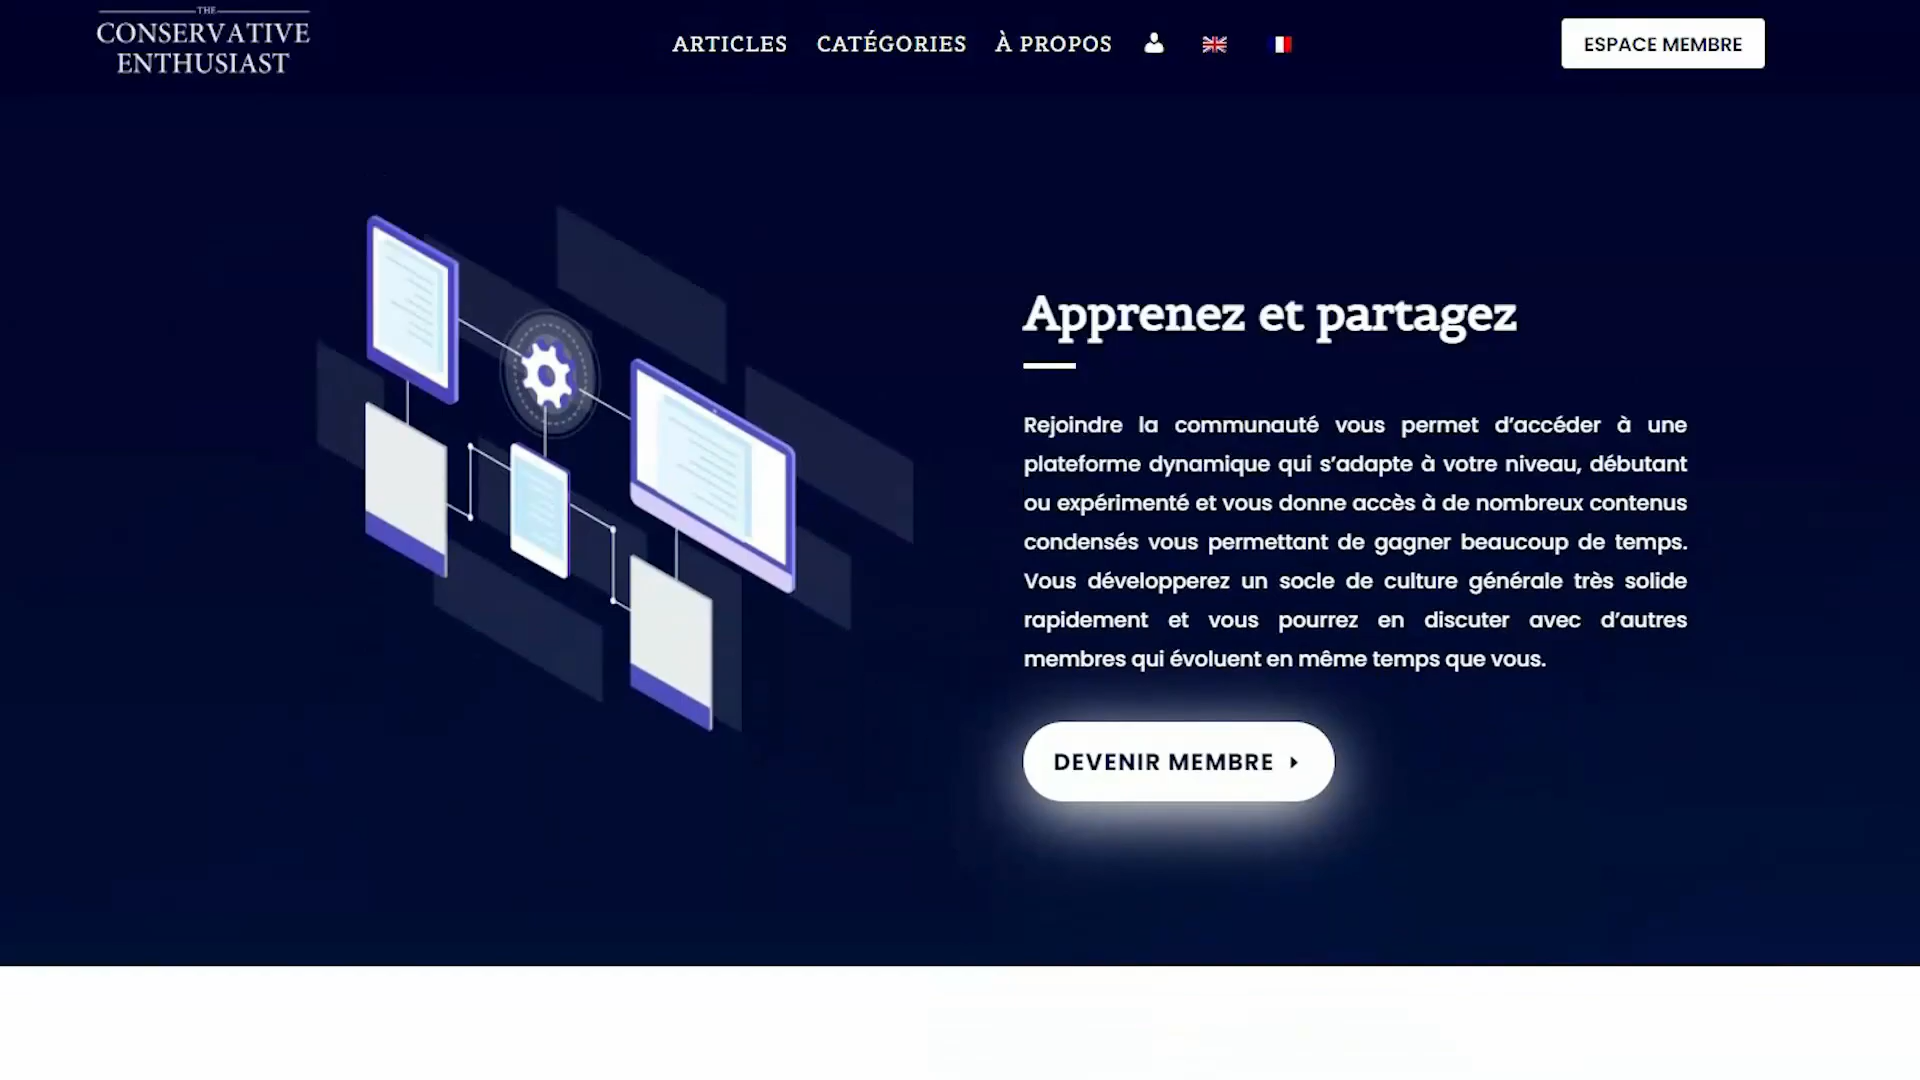 THE
CONSERVATIVE
ENTHUSIAST
ARTICLES
CATÉGORIES
À PROPOS
ESPACE MEMBRE
Apprenez et partagez
Rejoindre la communauté vous permet d’accéder à une
plateforme dynamique qui s’adapte à votre niveau, débutant
ou expérimenté et vous donne accès à de nombreux contenus
condensés vous permettant de gagner beaucoup de temps.
Vous développerez un socle de culture générale très solide
rapidement et vous pourrez en discuter avec d’autres
membres qui évoluent en même temps que vous.
DEVENIR MEMBRE